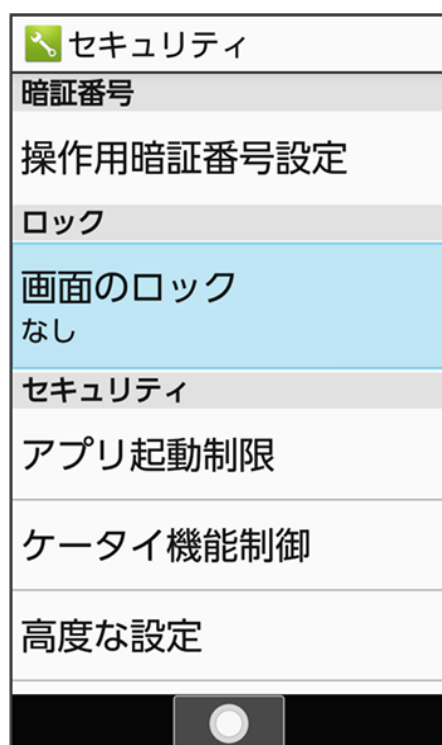 セキュリティ
暗証番号
操作用暗証番号設定
ロック
画面のロック
なし
セキュリティ
アプリ起動制限
ケータイ機能制御
高度な設定